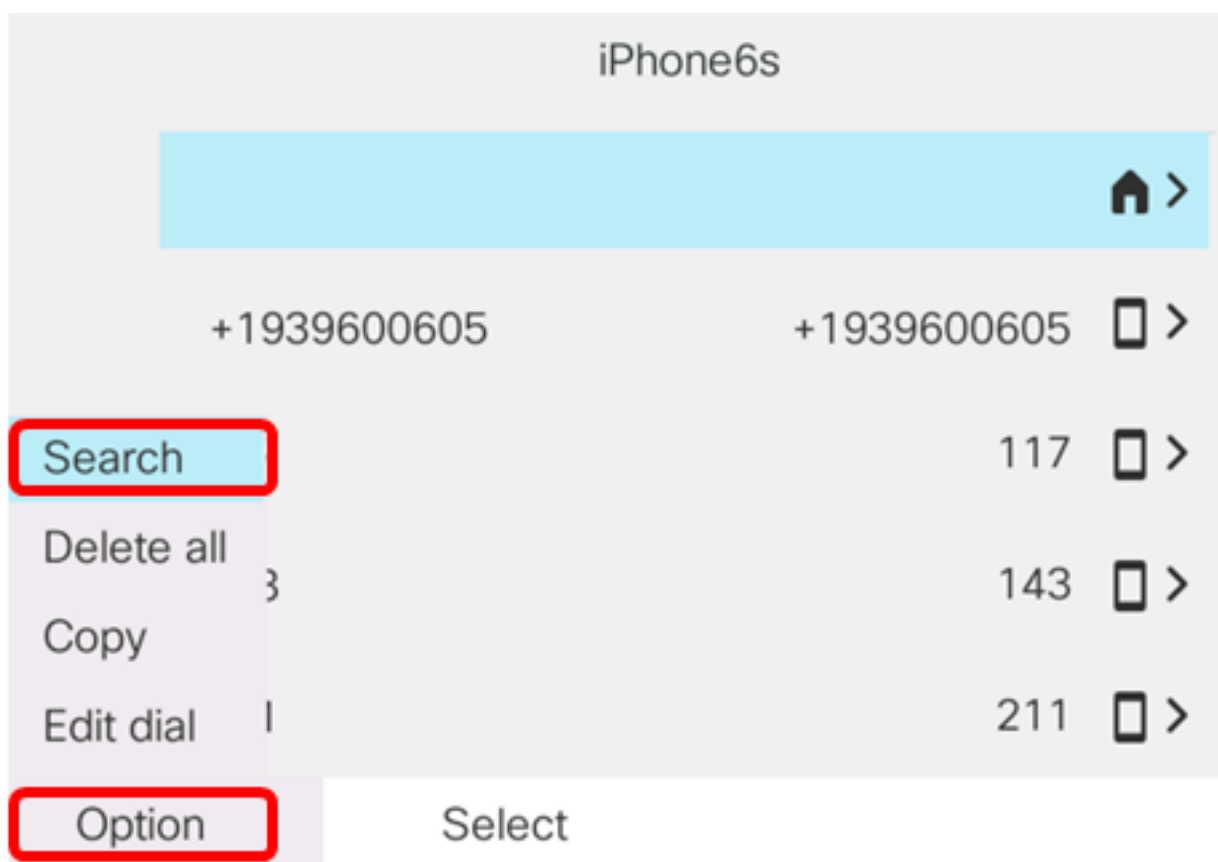 iPhone6s
+1939600605 +1939600605
Search 117
Delete all
143
Copy
Edit dial 211
Option Select